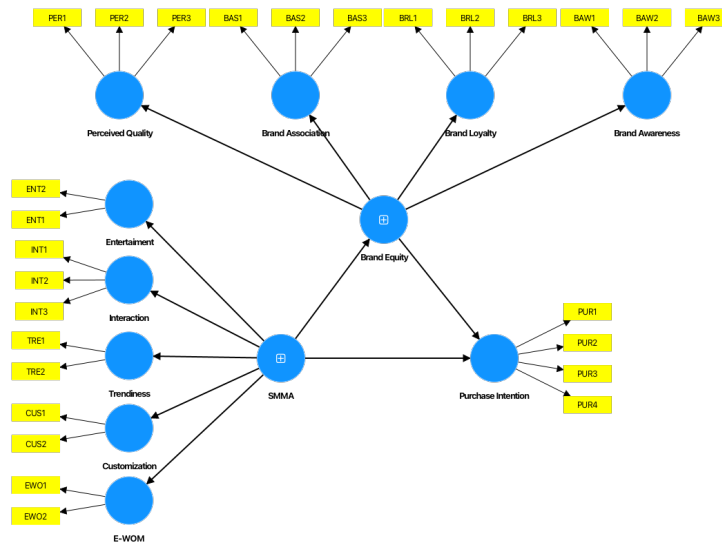 PER1 PER2 PER3 BAS1 BAS2 BAS3 BRL1 BRL2 BRL3 BAW1 BAW2 BAW3
Perceived Quality Brand Association Brand Loyalty Brand Awareness
ENT2
ENT1
Entertaiment
Brand Equity
INT1
INT2
INT3
Interaction
PUR1
PUR2
PUR3
PUR4
TRE1
TRE2
Trendiness
SMMA
Purchase Intention
CUS1
CUS2
Customization
EWO1
EWO2
E-WOM